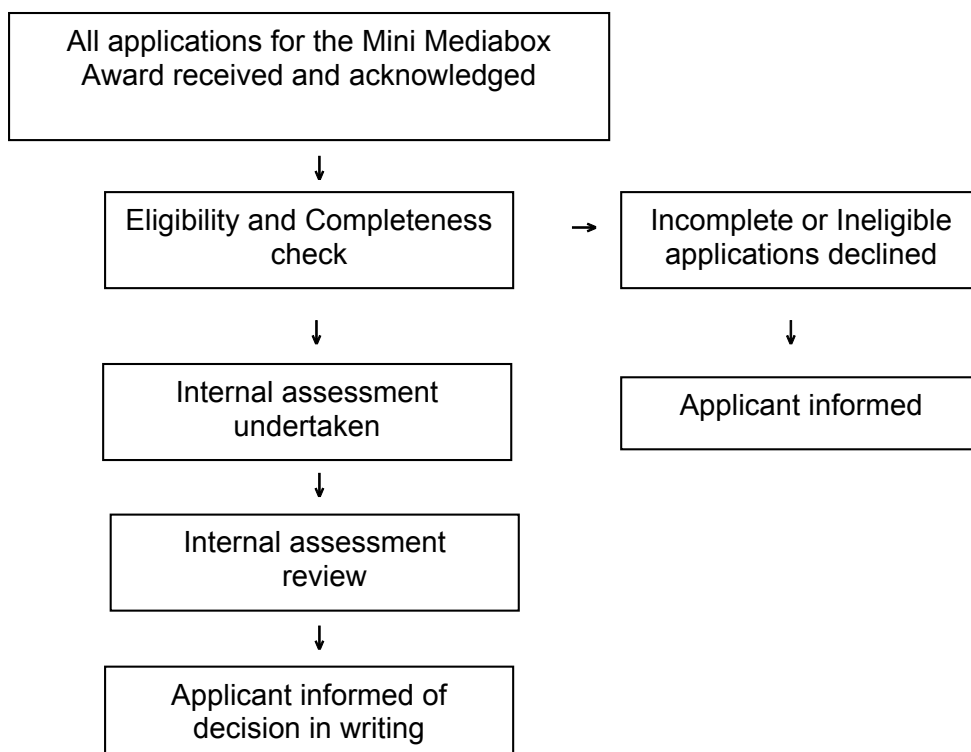 All applications for the Mini Mediabox
Award received and acknowledged
Eligibility and Completeness
check
Incomplete or Ineligible
applications declined
Internal assessment
undertaken
Applicant informed
Internal assessment
review
Applicant informed of
decision in writing